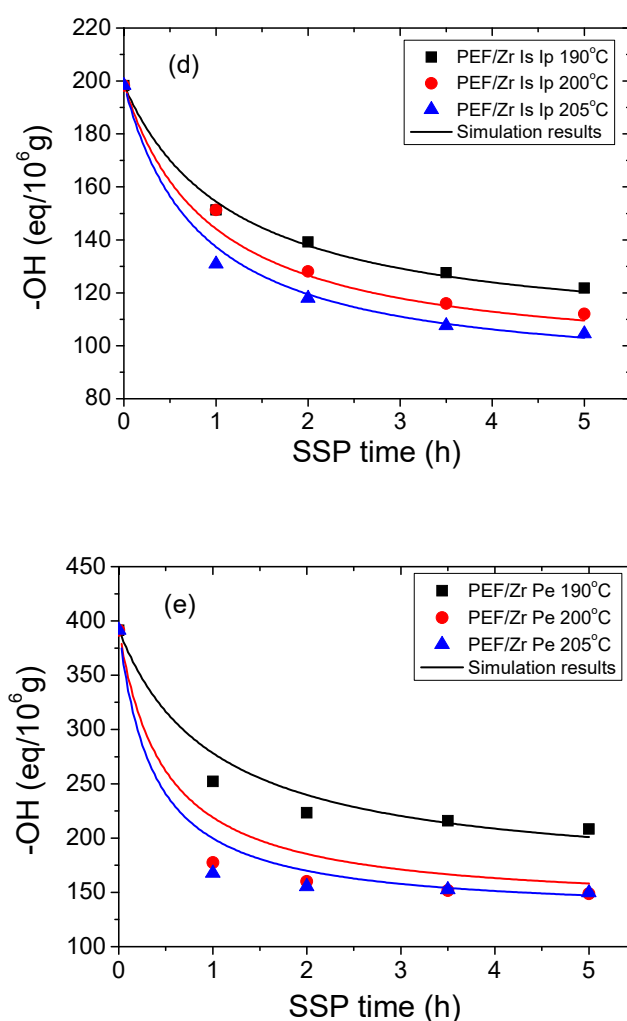 (d)
PEF/Zr Is Ip 190°C
PEF/Zr Is Ip 200°C
PEF/Zr Is Ip 205°C
Simulation results
-OH (eq/10⁶g)
220
200
180
160
140
120
100
80
0 1 2 3 4 5
SSP time (h)
(e)
PEF/Zr Pe 190°C
PEF/Zr Pe 200°C
PEF/Zr Pe 205°C
Simulation results
-OH (eq/10⁶g)
450
400
350
300
250
200
150
100
0 1 2 3 4 5
SSP time (h)